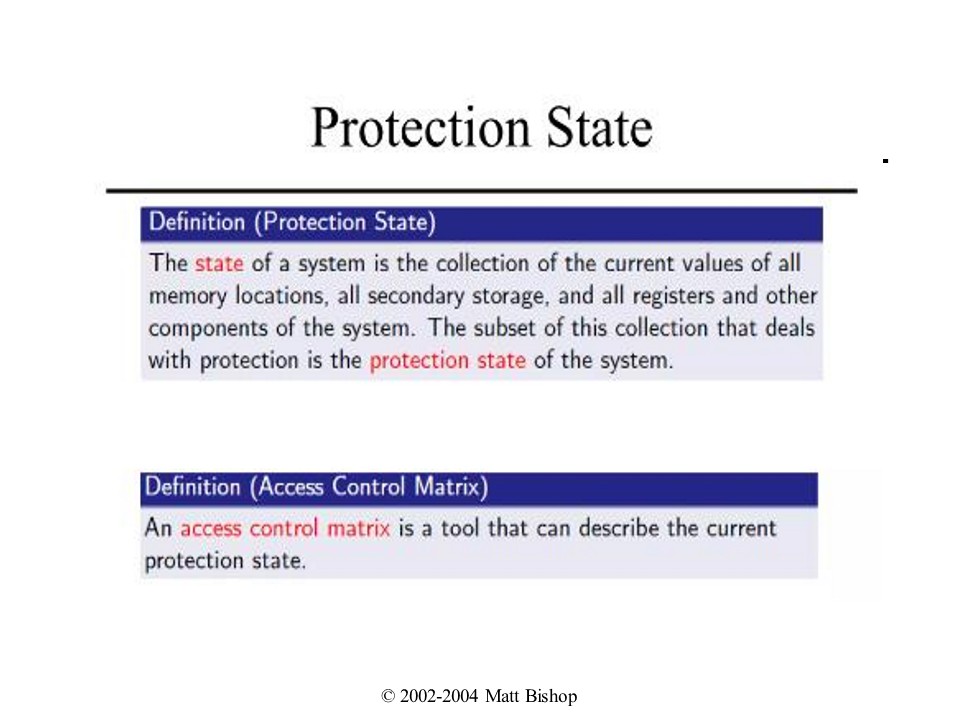 Protection State
Definition (Protection State)
The state of a system is the collection of the current values of all
memory locations, all secondary storage, and all registers and other
components of the system. The subset of this collection that deals
with protection is the protection state of the system.
Definition (Access Control Matrix)
An access control matrix is a tool that can describe the current
protection state.
© 2002-2004 Matt Bishop